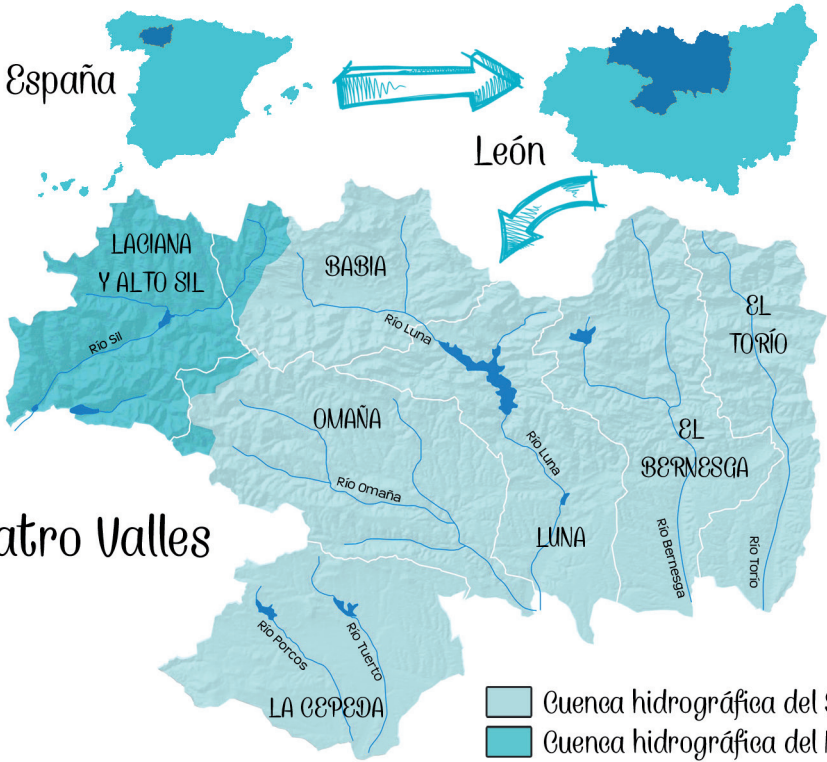 España
León
LACIANA
Y ALTO SIL
BABIA
Río Luna
Río Sil
EL
TORÍO
OMAÑA
EL
BERNESGA
Río Luna
Río Omaña
LUNA
atro Valles
Río Bernesga
Río Torío
Río Porcos
Río Tuerto
LA CEPEDA
Cuenca hidrográfica del
Cuenca hidrográfica del